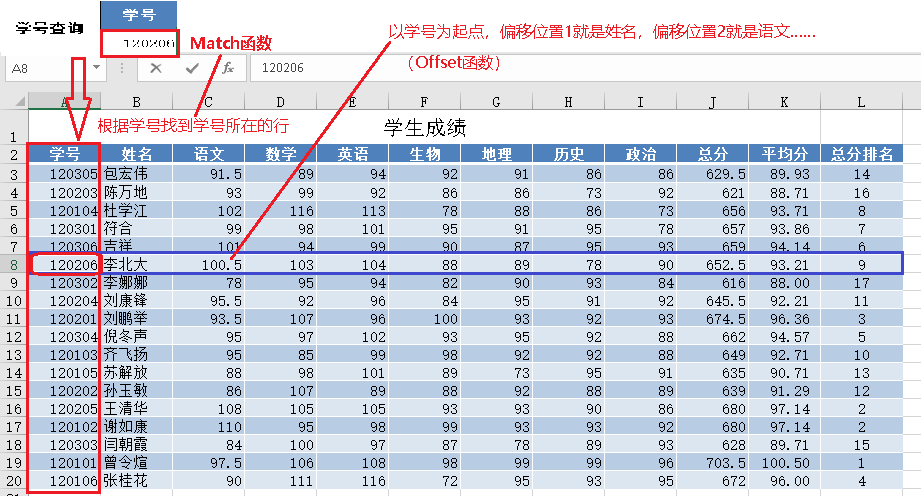 学号
学号查询
120206
Match函数
以学号为起点，偏移位置1就是姓名，偏移位置2就是语文……
（Offset函数）
A8 fx 120206
A B C D E F G H I J K L
根据学号找到学号所在的行
1 学生成绩
2 学号 姓名 语文 数学 英语 生物 地理 历史 政治 总分 平均分 总分排名
3 120305 包宏伟 91.5 89 94 92 91 86 86 629.5 89.93 14
4 120203 陈万地 93 99 92 86 86 73 92 621 88.71 16
5 120104 杜学江 102 116 113 78 88 86 73 656 93.71 8
6 120301 符合 99 98 101 95 91 95 78 657 93.86 7
7 120306 吉祥 101 94 99 90 87 95 93 659 94.14 6
8 120206 李北大 100.5 103 104 88 89 78 90 652.5 93.21 9
9 120302 李娜娜 78 95 94 82 90 93 84 616 88.00 17
10 120204 刘康锋 95.5 92 96 84 95 91 92 645.5 92.21 11
11 120201 刘鹏举 93.5 107 96 100 93 92 93 674.5 96.36 3
12 120304 倪冬声 95 97 102 93 95 92 88 662 94.57 5
13 120103 齐飞扬 95 85 99 98 92 92 88 649 92.71 10
14 120105 苏解放 88 98 101 89 73 95 91 635 90.71 13
15 120202 孙玉敏 86 107 89 88 92 88 89 639 91.29 12
16 120205 王清华 108 105 105 93 93 90 86 680 97.14 2
17 120102 谢如康 110 95 98 99 93 93 92 680 97.14 2
18 120303 闫朝霞 84 100 97 87 78 89 93 628 89.71 15
19 120101 曾令煊 97.5 106 108 98 99 99 96 703.5 100.50 1
20 120106 张桂花 90 111 116 72 95 93 95 672 96.00 4